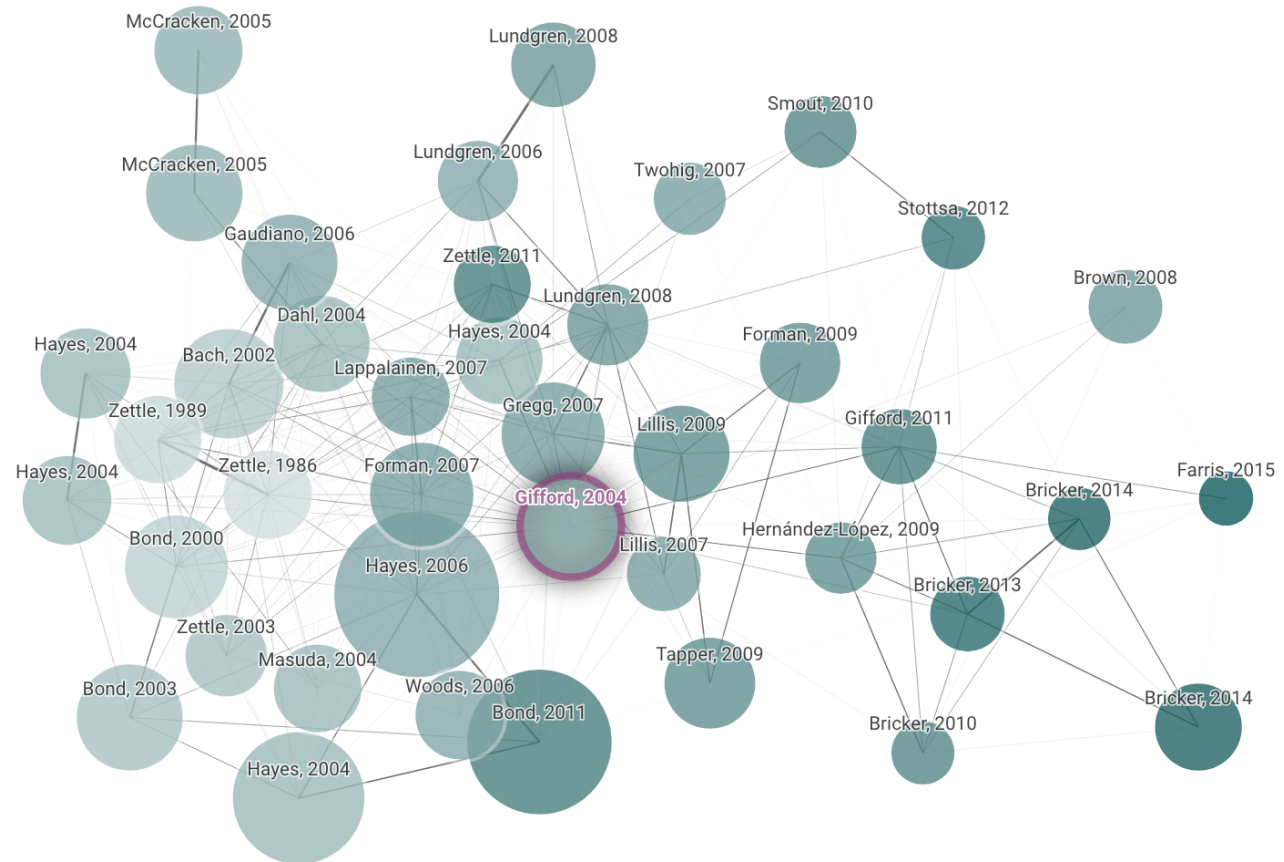 McCracken, 2005
Lundgren, 2008
Smout, 2010
Lundgren, 2006
McCracken, 2005
Twohig, 2007
Stottsa, 2012
Gaudiano, 2006
Zettle, 2011
Brown, 2008
Lundgren, 2008
Dahl, 2004
Hayes, 2004
Forman, 2009
Hayes, 2004
Bach, 2002
Lappalainen, 2007
Gregg, 2007
Zettle, 1989
Lillis, 2009
Gifford, 2011
Zettle, 1986
Forman, 2007
Hayes, 2004
Farris, 2015
Bricker, 2014
Gifford, 2004
Hernández-López, 2009
Bond, 2000
Lillis, 2007
Hayes, 2006
Bricker, 2013
Zettle, 2003
Tapper, 2009
Masuda, 2004
Woods, 2006
Bond, 2003
Bricker, 2014
Bond, 2011
Bricker, 2010
Hayes, 2004